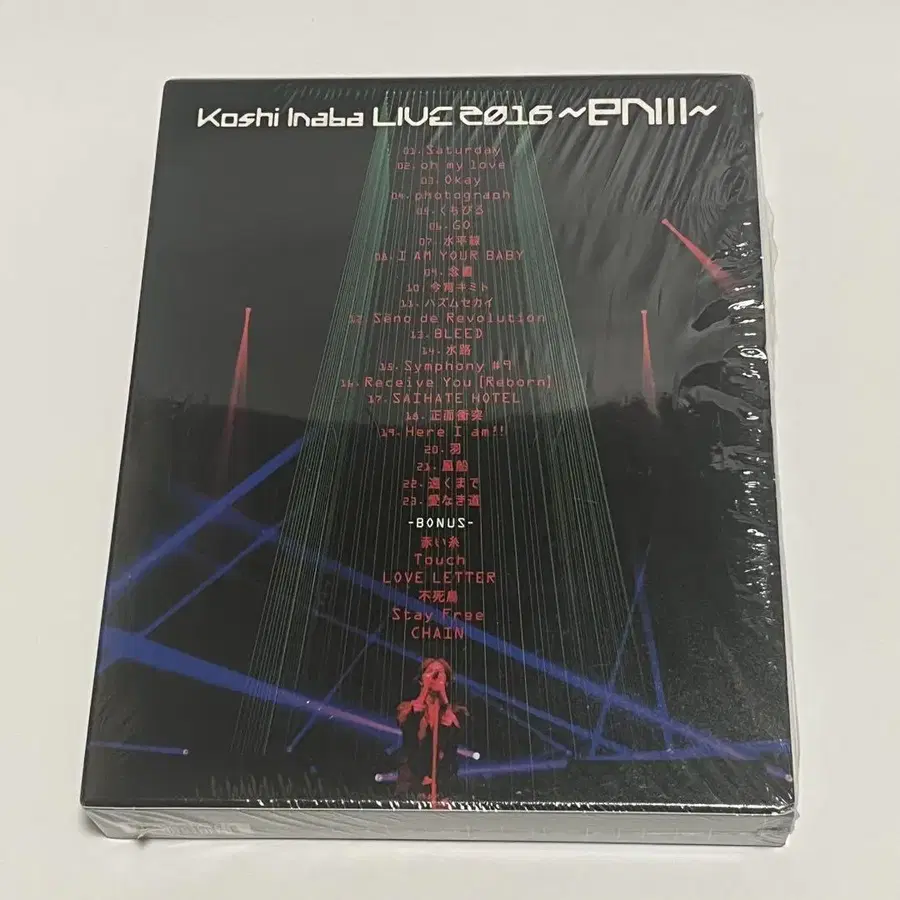 Koshi Inaba LIVE 2016 ~enIII~
01. Saturday
02. oh my love
03. Okay
04. photograph
05. くちびる
06. GO
07. 水平線
08. I AM YOUR BABY
09. 念書
10. 今宵キミト
11. ハズムセカイ
12. Seno de Revolution
13. BLEED
14. 水路
15. Symphony #9
16. Receive You [Reborn]
17. SAIHATE HOTEL
18. 正面衝突
19. Here I am!!
20. 羽
21. 風船
22. 遠くまで
23. 愛なき道
-BONUS-
赤い糸
Touch
LOVE LETTER
不死鳥
Stay Free
CHAIN